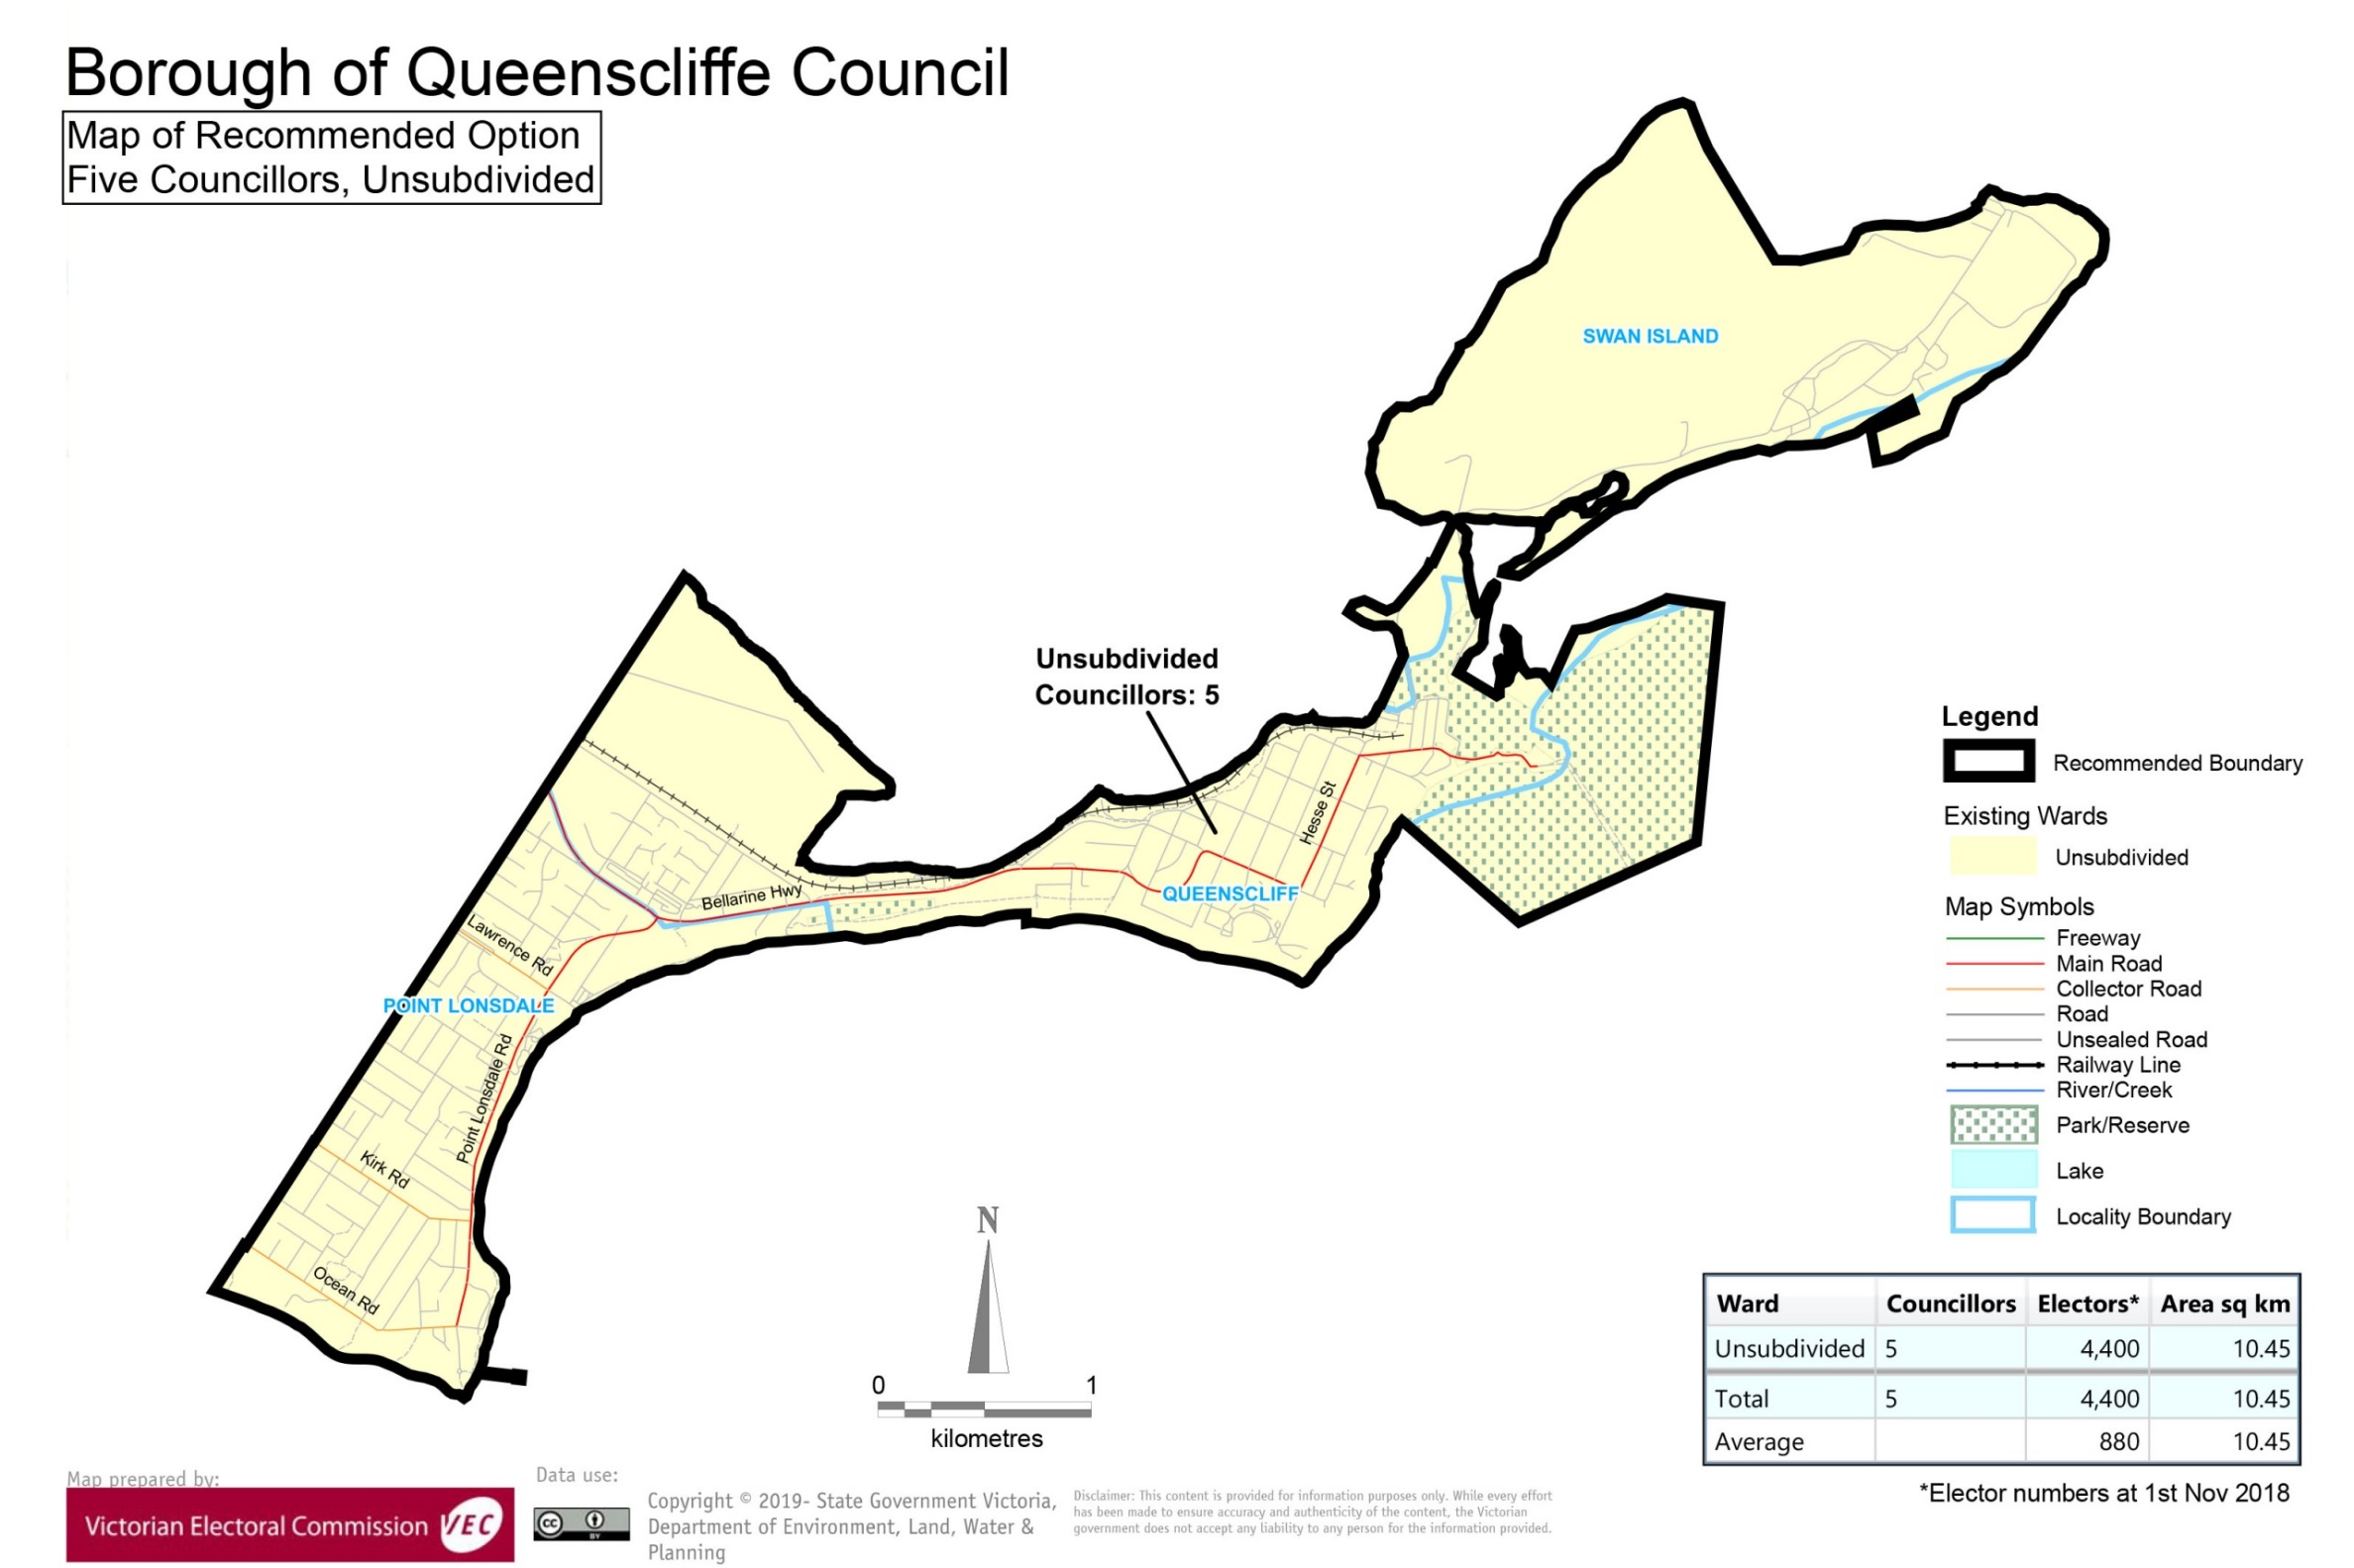 Borough of Queenscliffe Council
Map of Recommended Option
Five Councillors, Unsubdivided
SWAN ISLAND
Unsubdivided
Councillors: 5
Hesse St
QUEENSCLIFF
Bellarine Hwy
Lawrence Rd
POINT LONSDALE
Point Lonsdale Rd
Kirk Rd
Ocean Rd
Legend
Recommended Boundary
Existing Wards
Unsubdivided
Map Symbols
Freeway
Main Road
Collector Road
Road
Unsealed Road
Railway Line
River/Creek
Park/Reserve
Lake
Locality Boundary
N
0 1
kilometres
Ward Councillors Electors* Area sq km
Unsubdivided 5 4,400 10.45
Total 5 4,400 10.45
Average 880 10.45
*Elector numbers at 1st Nov 2018
Map prepared by:
Victorian Electoral Commission VEC
Data use:
cc BY
Copyright © 2019- State Government Victoria,
Department of Environment, Land, Water &
Planning
Disclaimer: This content is provided for information purposes only. While every effort
has been made to ensure accuracy and authenticity of the content, the Victorian
government does not accept any liability to any person for the information provided.